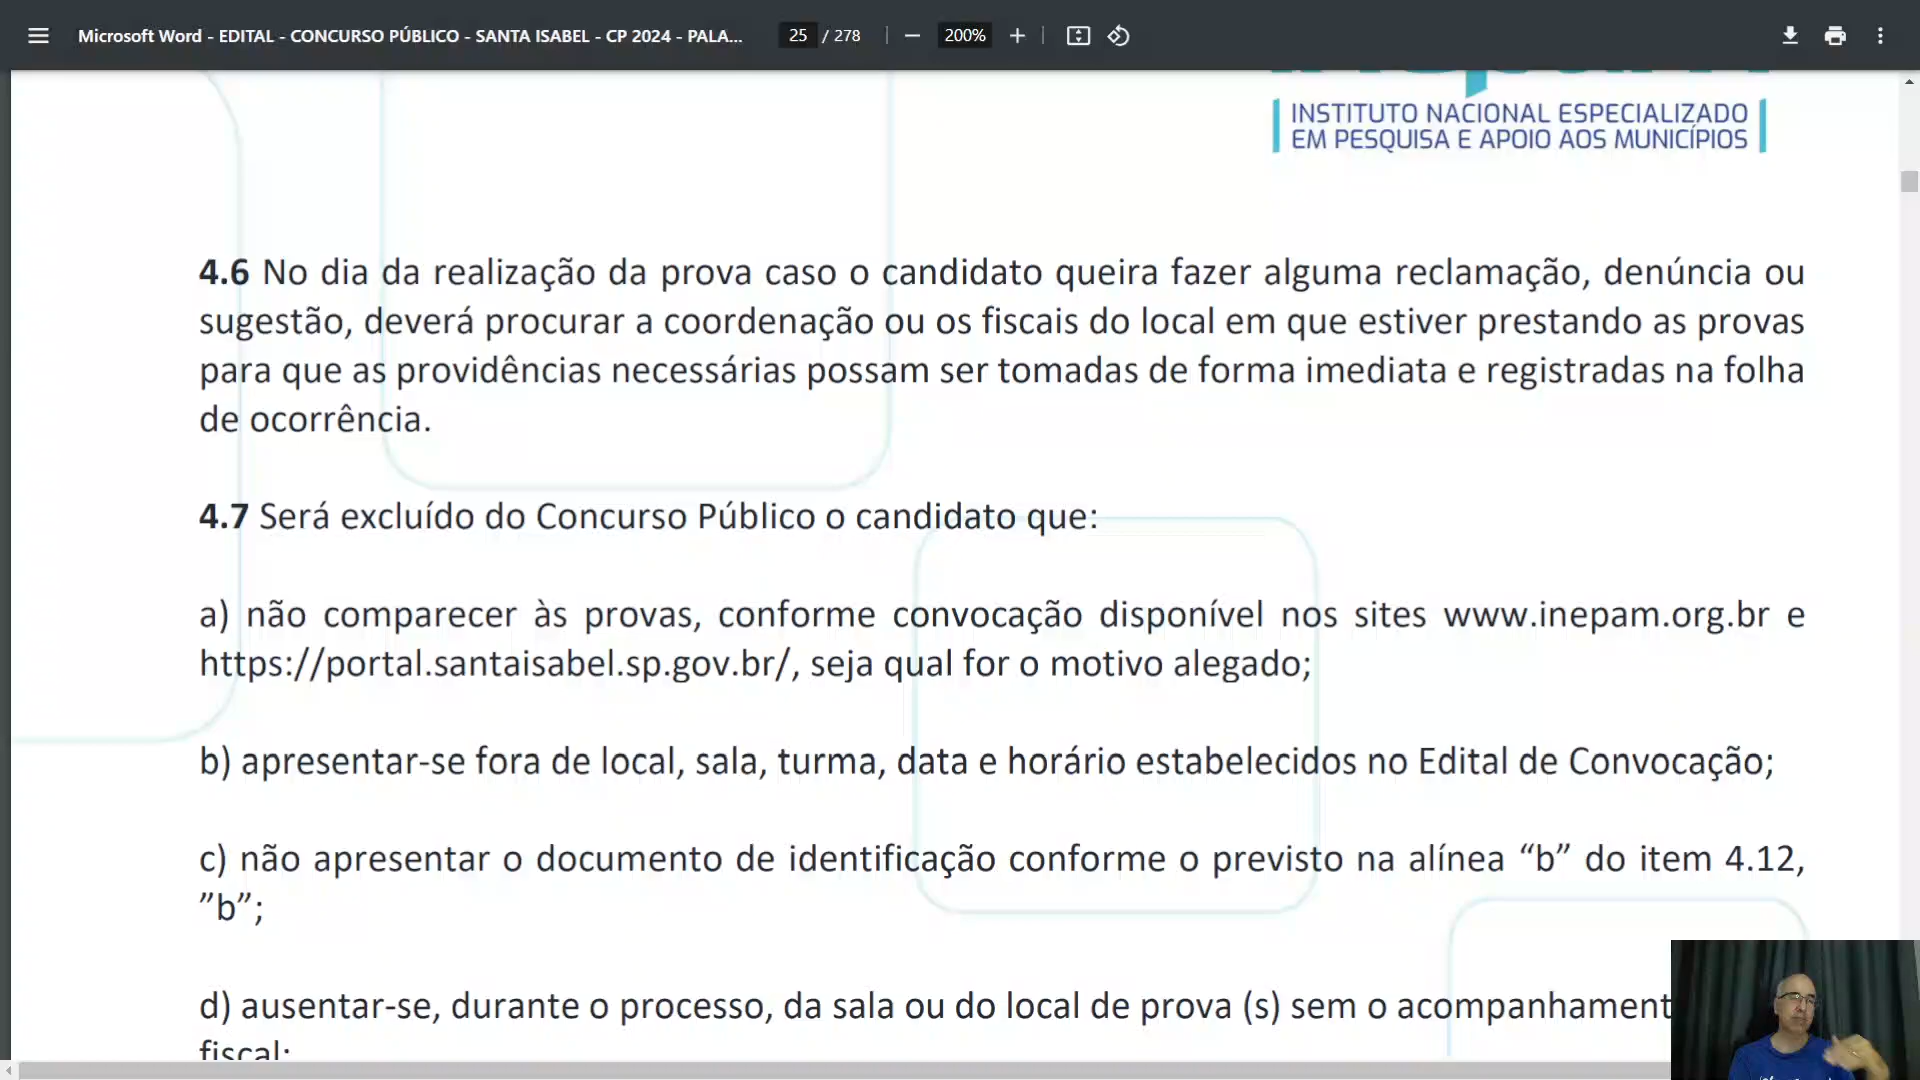 Microsoft Word - EDITAL - CONCURSO PÚBLICO - SANTA ISABEL - CP 2024 - PALA...
25 / 278
200%
INSTITUTO NACIONAL ESPECIALIZADO
EM PESQUISA E APOIO AOS MUNICÍPIOS
4.6 No dia da realização da prova caso o candidato queira fazer alguma reclamação, denúncia ou
sugestão, deverá procurar a coordenação ou os fiscais do local em que estiver prestando as provas
para que as providências necessárias possam ser tomadas de forma imediata e registradas na folha
de ocorrência.
4.7 Será excluído do Concurso Público o candidato que:
a) não comparecer às provas, conforme convocação disponível nos sites www.inepam.org.br e
https://portal.santaisabel.sp.gov.br/, seja qual for o motivo alegado;
b) apresentar-se fora de local, sala, turma, data e horário estabelecidos no Edital de Convocação;
c) não apresentar o documento de identificação conforme o previsto na alínea “b” do item 4.12,
”b”;
d) ausentar-se, durante o processo, da sala ou do local de prova (s) sem o acompanhament
fiscal;